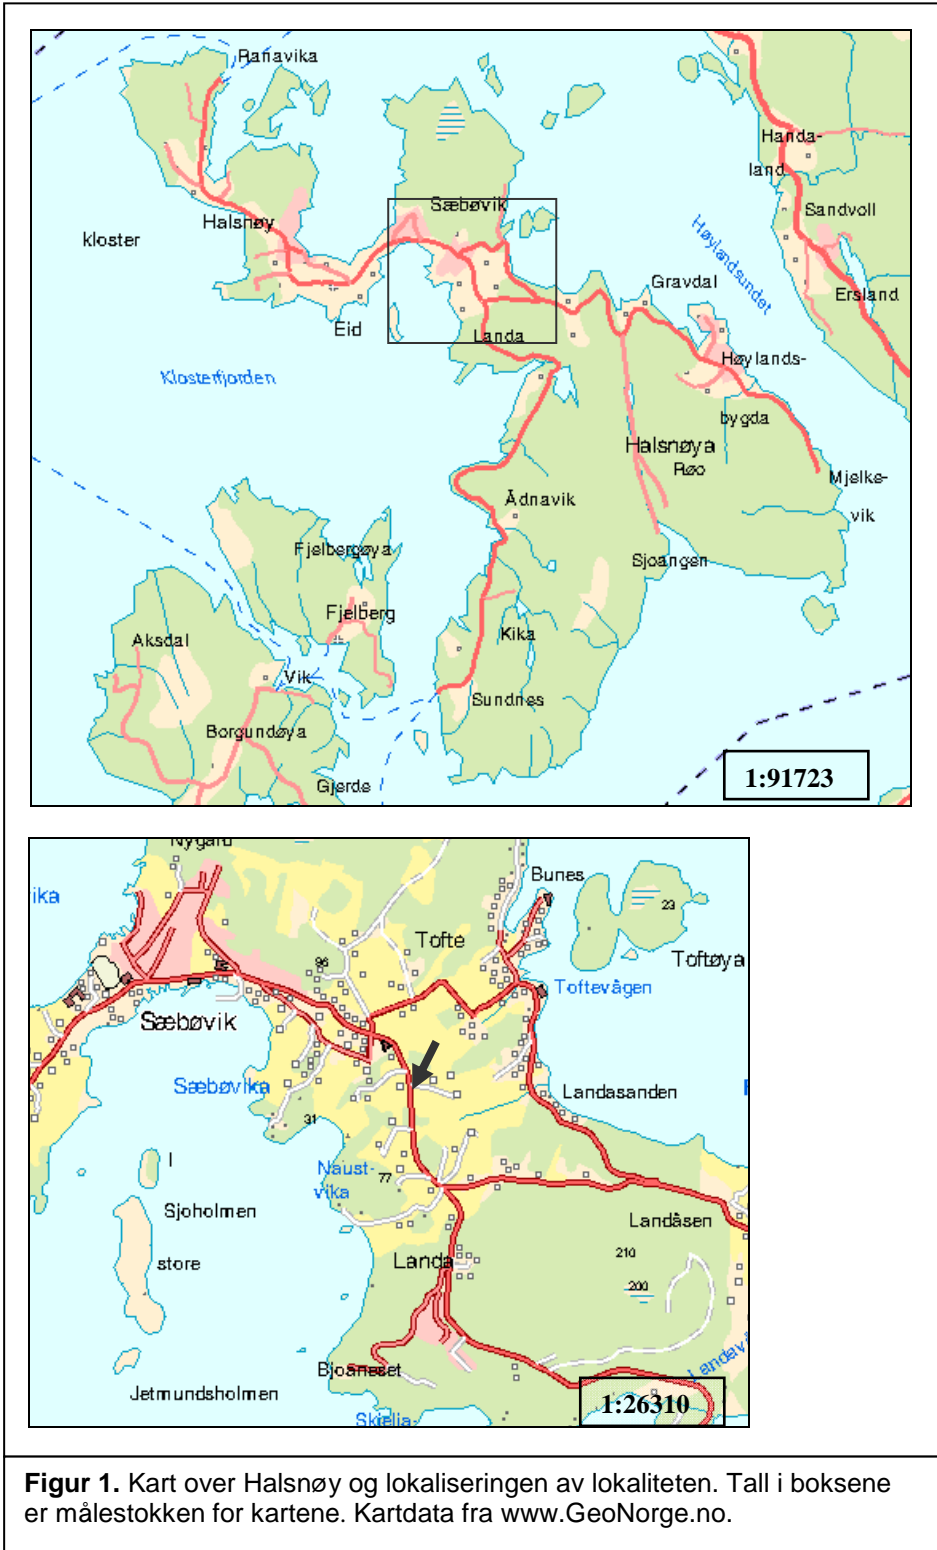 Ranavika
Handa-
land
Sæbøvik
Sandvoll
Halsnøy
kloster
Høylandsundet
Gravdal
Ersland
Eid
Landa
Høylands-
bygda
Klosterfjorden
Halsnøya
Røo
Mjelke-
vik
Ådnavik
Fjelbergøya
Sjoangen
Fjelberg
Aksdal
Kika
Vik
Sundnes
Borgundøya
Gjerde
1:91723
Nygard
Bunes
vika
23
Tofte
Toftøya
96
Toftevågen
Sæbøvik
Sæbøvika
Landasanden
31
Naust-
vika
77
Sjoholmen
Landåsen
store
210
Landa
200
Bjoaneset
Landavå
Jetmundsholmen
1:26310
Skjelja-
Figur 1. Kart over Halsnøy og lokaliseringen av lokaliteten. Tall i boksene
er målestokken for kartene. Kartdata fra www.GeoNorge.no.